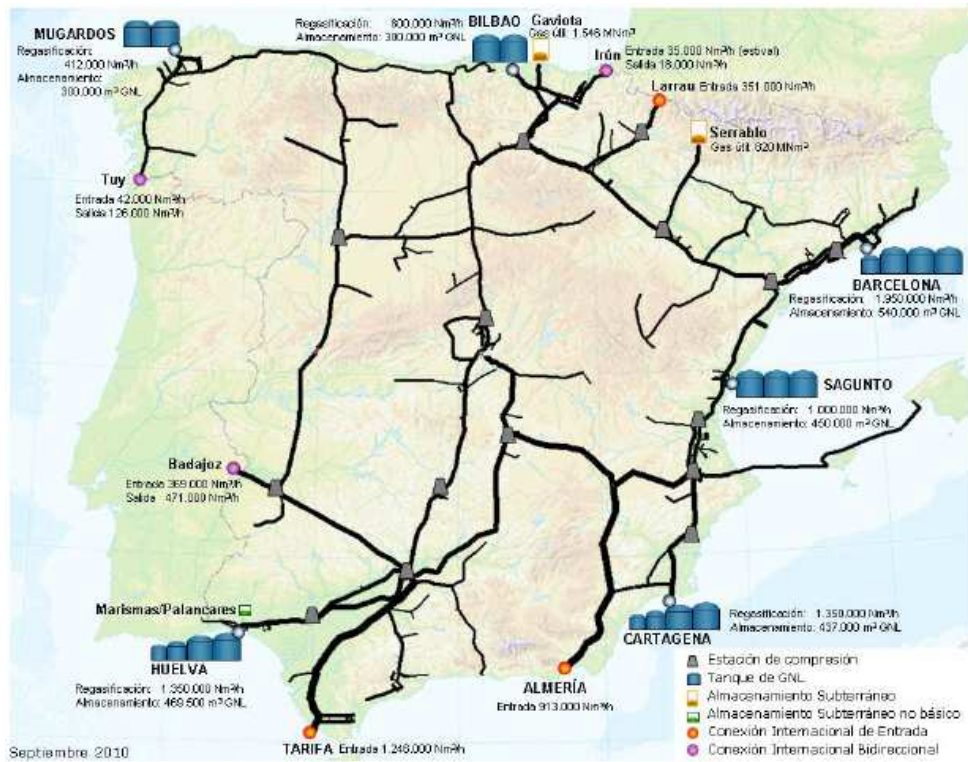 MUGARDOS
Regasificación:
412.000 Nm³/h
Almacenamiento:
300.000 m³ GNL
Regasificación: 800.000 Nm³/h
Almacenamiento: 300.000 m³ GNL
BILBAO
Gaviota
Gas útil: 1.546 MNm³
Irún
Entrada 35.000 Nm³/h (estival)
Salida 18.000 Nm³/h
Larrau Entrada 351.000 Nm³/h
Serrablo
Gas útil: 820 MNm³
Tuy
Entrada 42.000 Nm³/h
Salida 126.000 Nm³/h
BARCELONA
Regasificación: 1.950.000 Nm³/h
Almacenamiento: 540.000 m³ GNL
SAGUNTO
Regasificación: 1.000.000 Nm³/h
Almacenamiento: 450.000 m³ GNL
Badajoz
Entrada 369.000 Nm³/h
Salida 471.000 Nm³/h
Marismas/Palancares
HUELVA
Regasificación: 1.350.000 Nm³/h
Almacenamiento: 469.500 m³ GNL
CARTAGENA
Regasificación: 1.350.000 Nm³/h
Almacenamiento: 437.000 m³ GNL
ALMERÍA
Entrada 913.000 Nm³/h
TARIFA Entrada 1.246.000 Nm³/h
Estación de compresión
Tanque de GNL
Almacenamiento Subterráneo
Almacenamiento Subterráneo no básico
Conexión Internacional de Entrada
Conexión Internacional Bidireccional
Septiembre 2010